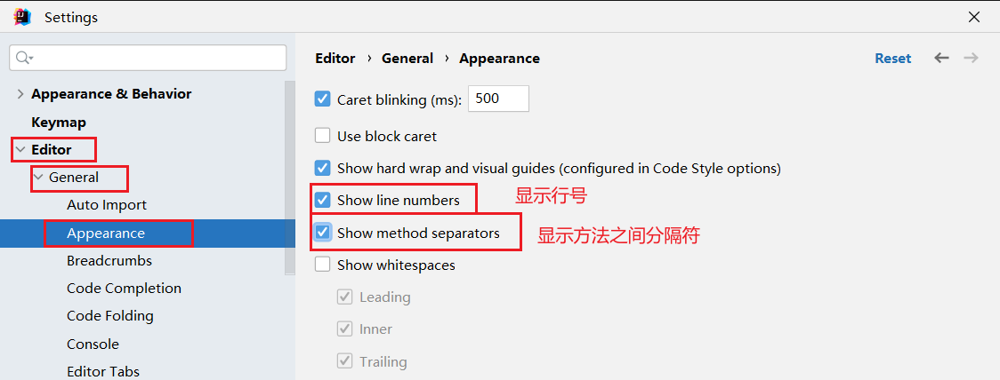 Settings
Appearance & Behavior
Keymap
Editor
General
Auto Import
Appearance
Breadcrumbs
Code Completion
Code Folding
Console
Editor Tabs
Editor › General › Appearance
Reset
Caret blinking (ms): 500
Use block caret
Show hard wrap and visual guides (configured in Code Style options)
Show line numbers 显示行号
Show method separators 显示方法之间分隔符
Show whitespaces
Leading
Inner
Trailing